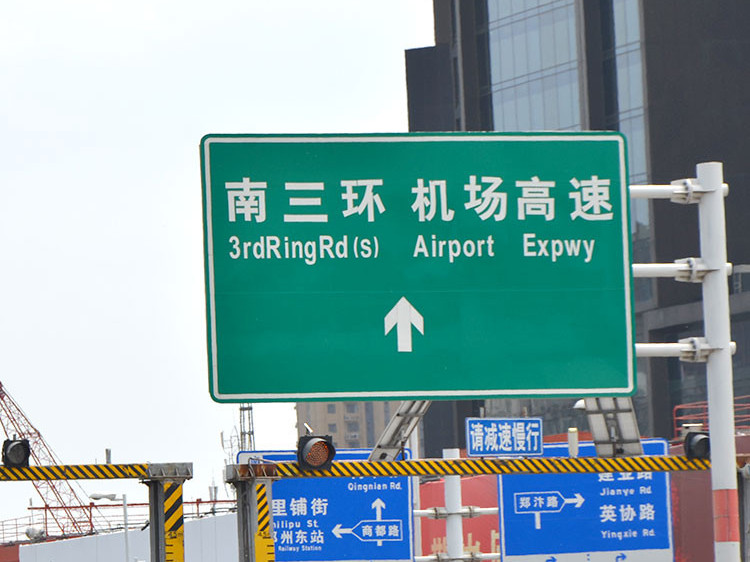 南三环 机场高速
3rdRingRd(S) Airport Expwy
请减速慢行
Qingnian Rd.
里铺街
商都路
Railway Station
郑汴路
Jianye Rd.
英协路
Yingxie Rd.